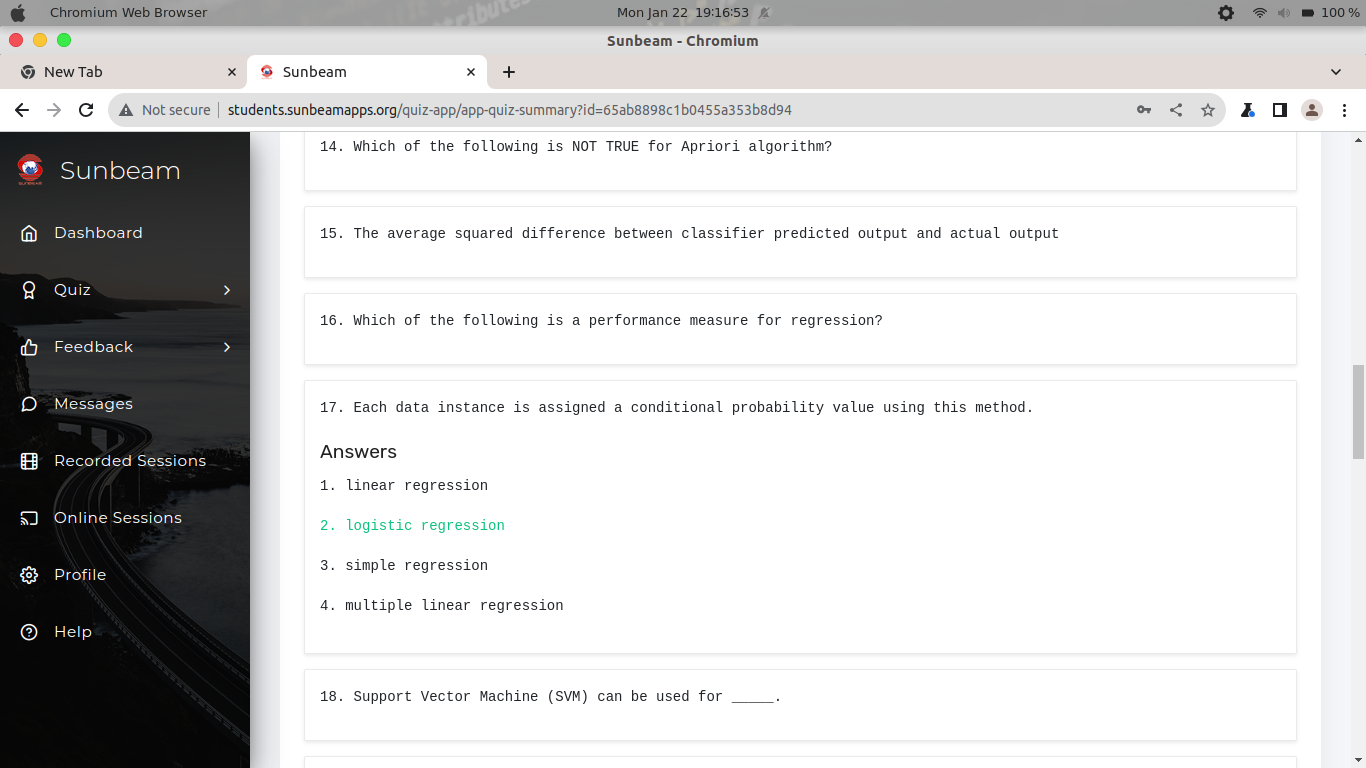 Chromium Web Browser
Mon Jan 22 19:16:53
100 %
Sunbeam - Chromium
New Tab
Sunbeam
Not secure
students.sunbeamapps.org/quiz-app/app-quiz-summary?id=65ab8898c1b0455a353b8d94
Sunbeam
Dashboard
Quiz
Feedback
Messages
Recorded Sessions
Online Sessions
Profile
Help
14. Which of the following is NOT TRUE for Apriori algorithm?
15. The average squared difference between classifier predicted output and actual output
16. Which of the following is a performance measure for regression?
17. Each data instance is assigned a conditional probability value using this method.
Answers
1. linear regression
2. logistic regression
3. simple regression
4. multiple linear regression
18. Support Vector Machine (SVM) can be used for _____.